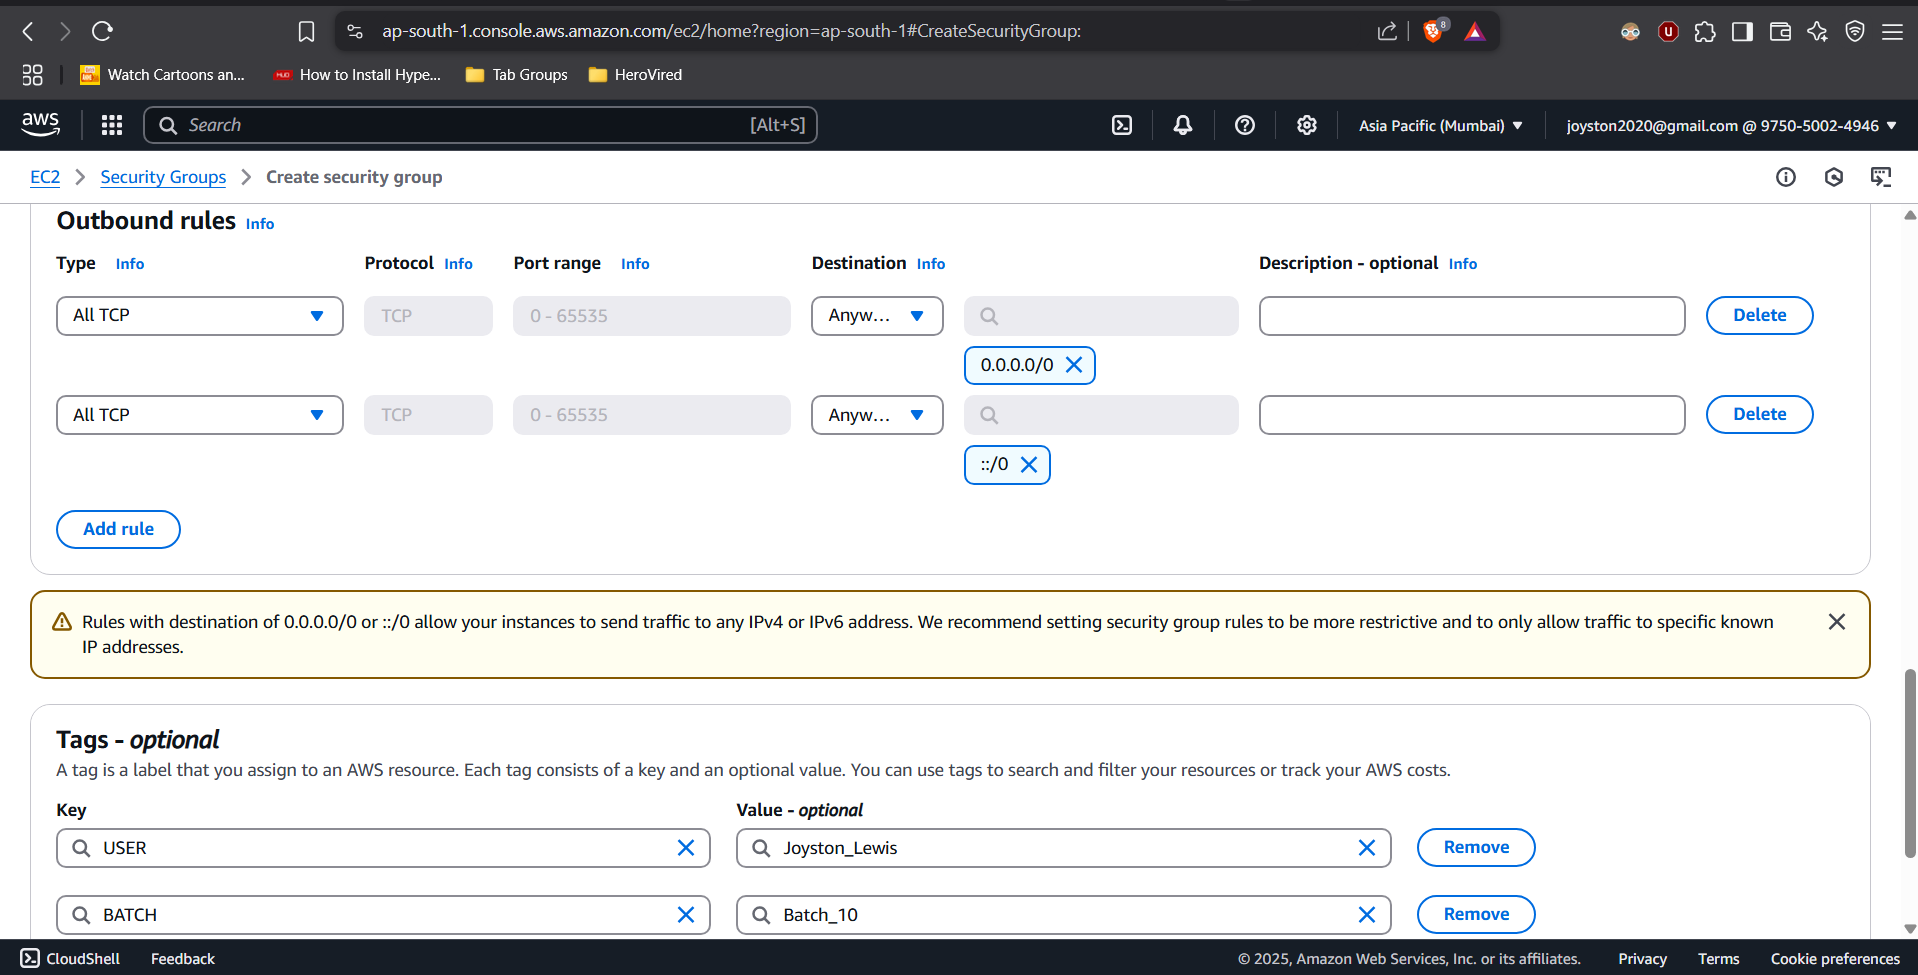 ap-south-1.console.aws.amazon.com/ec2/home?region=ap-south-1#CreateSecurityGroup:
8
Watch Cartoons an... How to Install Hype... Tab Groups HeroVired
aws Search [Alt+S] Asia Pacific (Mumbai) joyston2020@gmail.com @ 9750-5002-4946
EC2 Security Groups Create security group
Outbound rules Info
Type Info Protocol Info Port range Info Destination Info Description - optional Info
All TCP TCP 0 - 65535 Anyw... Delete
0.0.0.0/0
All TCP TCP 0 - 65535 Anyw... Delete
::/0
Add rule
Rules with destination of 0.0.0.0/0 or ::/0 allow your instances to send traffic to any IPv4 or IPv6 address. We recommend setting security group rules to be more restrictive and to only allow traffic to specific known
IP addresses.
Tags - optional
A tag is a label that you assign to an AWS resource. Each tag consists of a key and an optional value. You can use tags to search and filter your resources or track your AWS costs.
Key Value - optional
USER Joyston_Lewis Remove
BATCH Batch_10 Remove
CloudShell Feedback © 2025, Amazon Web Services, Inc. or its affiliates. Privacy Terms Cookie preferences